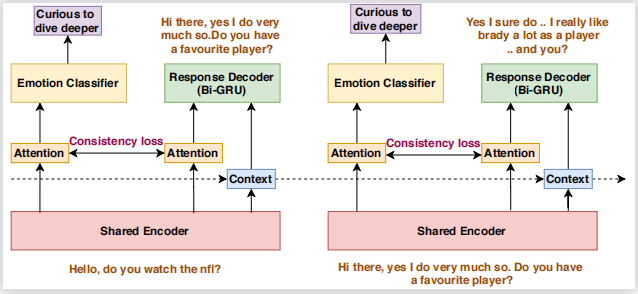 Curious to
dive deeper
Hi there, yes I do very
much so.Do you have
a favourite player?
Emotion Classifier
Response Decoder
(Bi-GRU)
Consistency loss
Attention
Attention
Context
Shared Encoder
Hello, do you watch the nfl?
Curious to
dive deeper
Yes I sure do .. I really like
brady a lot as a player
.. and you?
Emotion Classifier
Response Decoder
(Bi-GRU)
Consistency loss
Attention
Attention
Context
Shared Encoder
Hi there, yes I do very much so. Do you have
a favourite player?